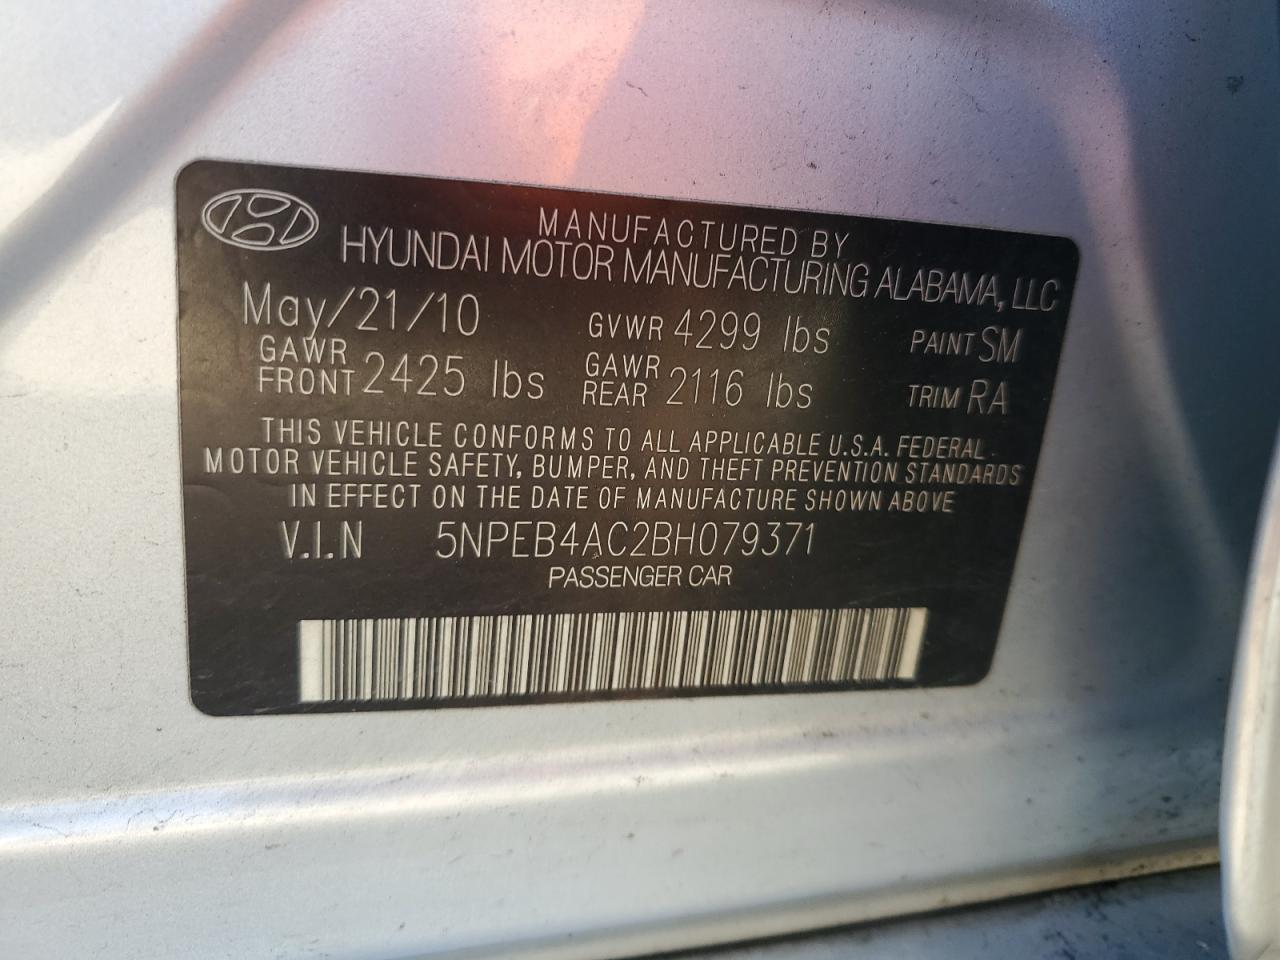 MANUFACTURED BY
HYUNDAI MOTOR MANUFACTURING ALABAMA, LLC
May/21/10 GVWR 4299 lbs PAINT SM
GAWR FRONT 2425 lbs GAWR REAR 2116 lbs TRIM RA
THIS VEHICLE CONFORMS TO ALL APPLICABLE U.S.A. FEDERAL
MOTOR VEHICLE SAFETY, BUMPER, AND THEFT PREVENTION STANDARDS
IN EFFECT ON THE DATE OF MANUFACTURE SHOWN ABOVE
V.I.N 5NPEB4AC2BH079371
PASSENGER CAR